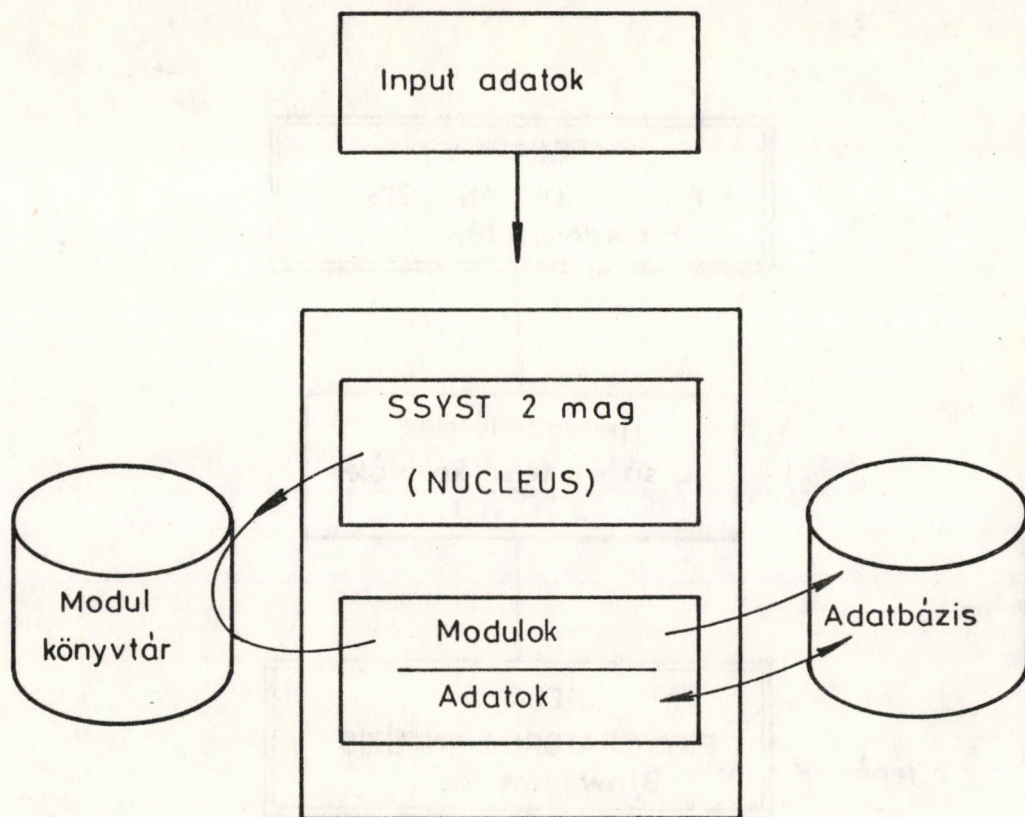 Input adatok
SSYST 2 mag
(NUCLEUS)
Modul
könyvtár
Modulok
Adatok
Adatbázis